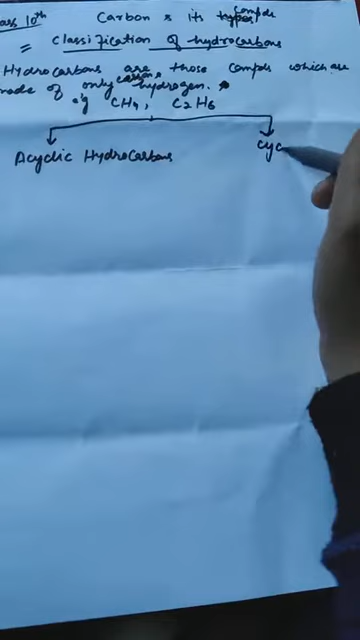 ass 10th Carbon & its Compds
= Classification of hydrocarbons
Hydrocarbons are those compds which are
made of only carbon, hydrogen.
eg CH4, C2H6
Acyclic Hydrocarbons cyc